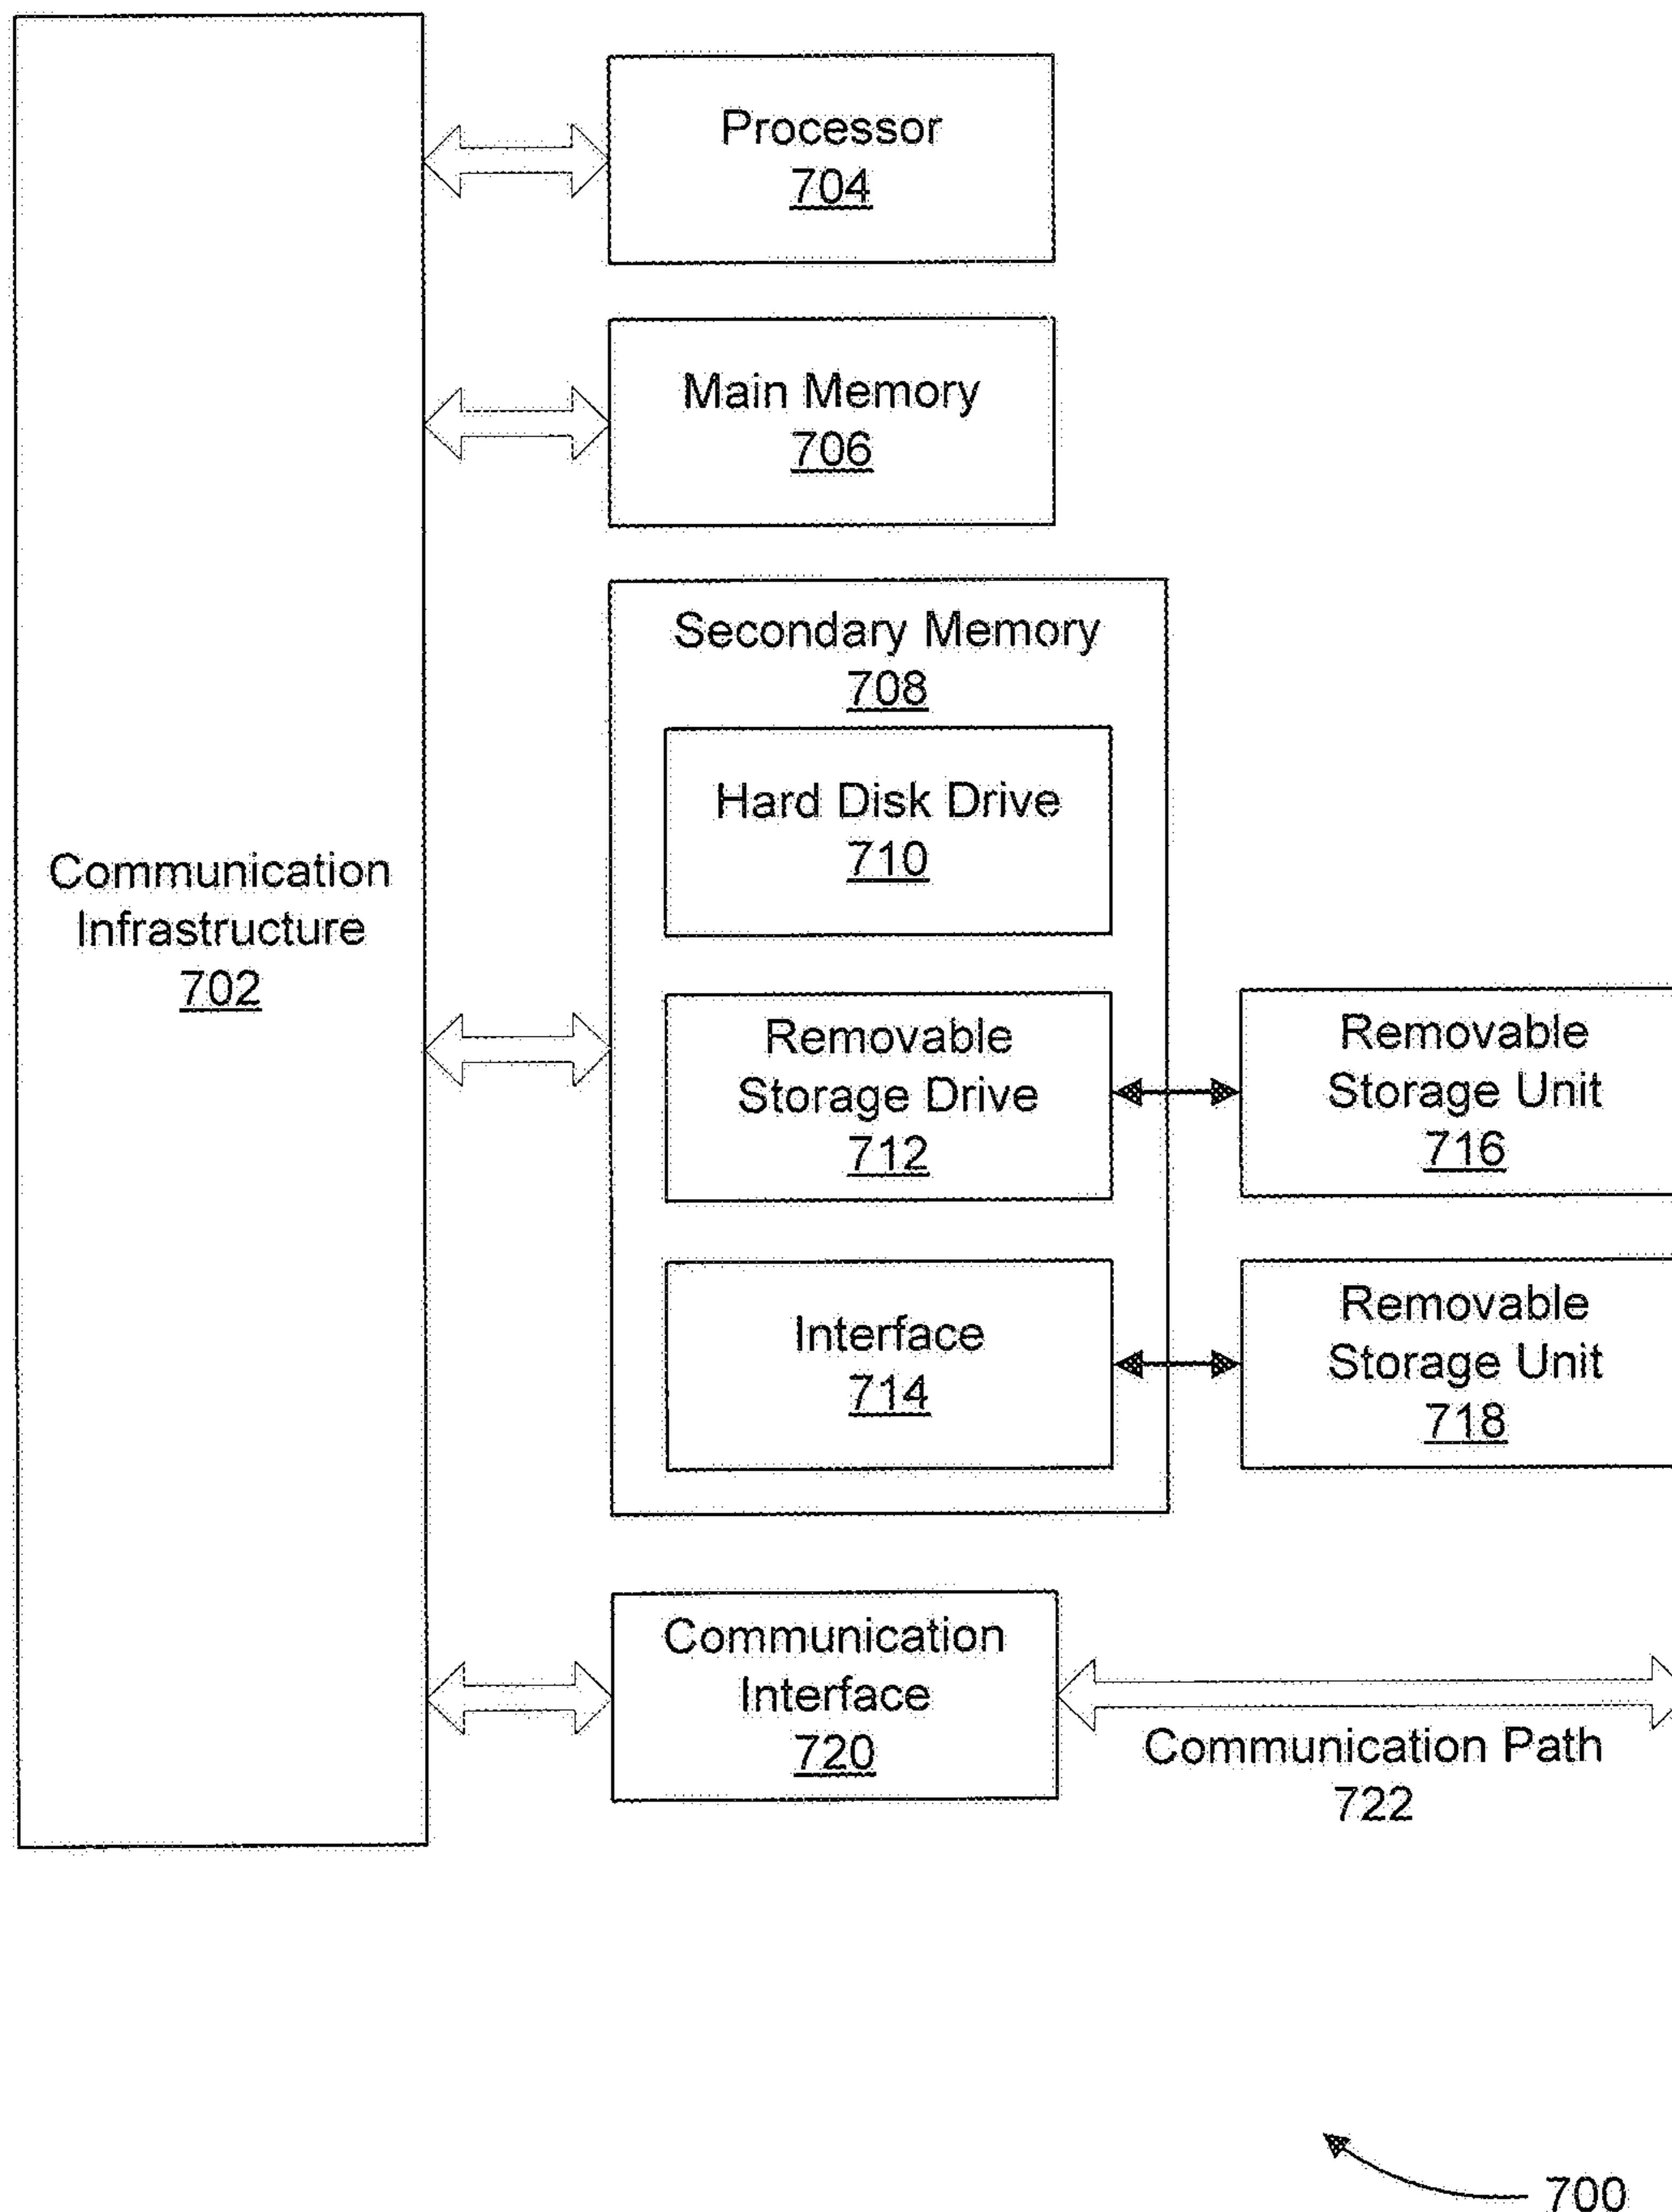 Processor
704
Main Memory
706
Secondary Memory
708
Hard Disk Drive
710
Communication
Infrastructure
702
Removable
Storage Drive
712
Removable
Storage Unit
716
Interface
714
Removable
Storage Unit
718
Communication
Interface
720
Communication Path
722
700